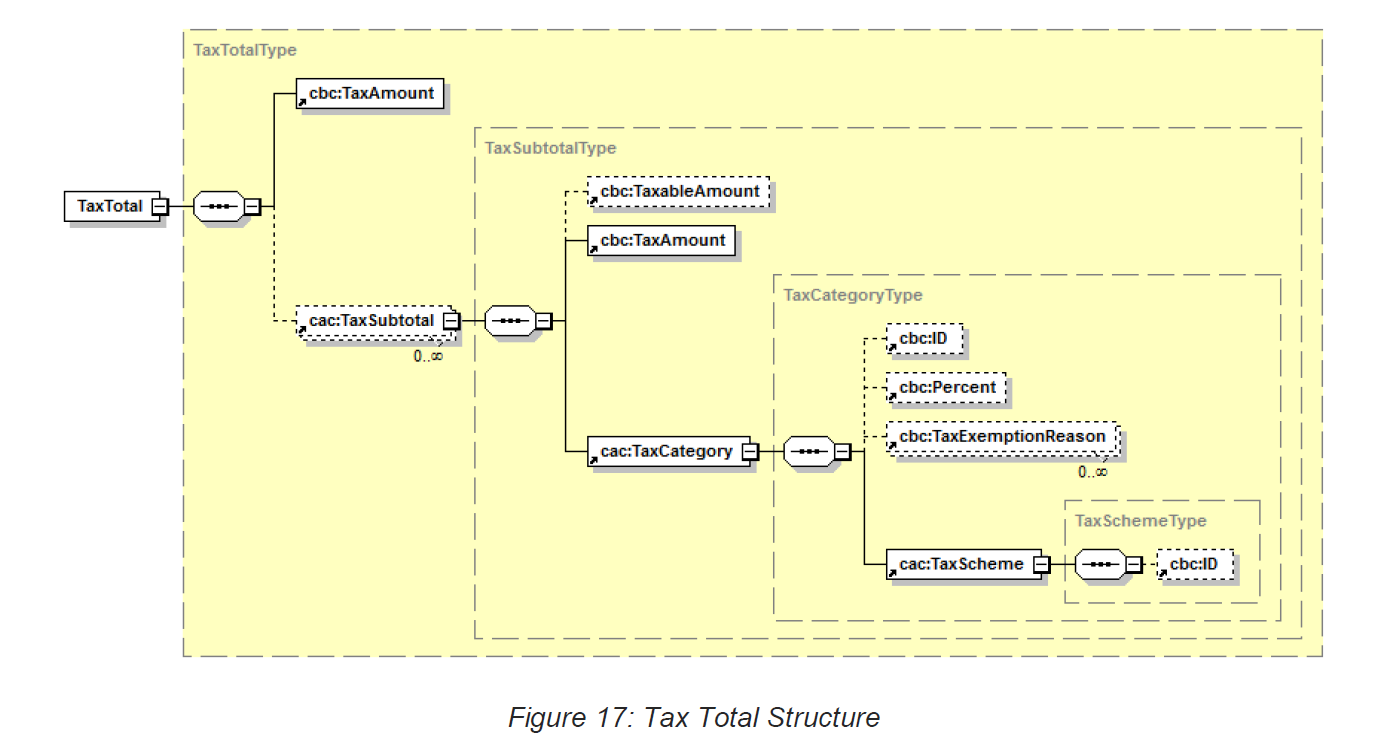 TaxTotalType
cbc:TaxAmount
TaxSubtotalType
cbc:TaxableAmount
TaxTotal
cbc:TaxAmount
TaxCategoryType
cac:TaxSubtotal
0..∞
cbc:ID
cbc:Percent
cbc:TaxExemptionReason
0..∞
cac:TaxCategory
TaxSchemeType
cac:TaxScheme
cbc:ID
Figure 17: Tax Total Structure